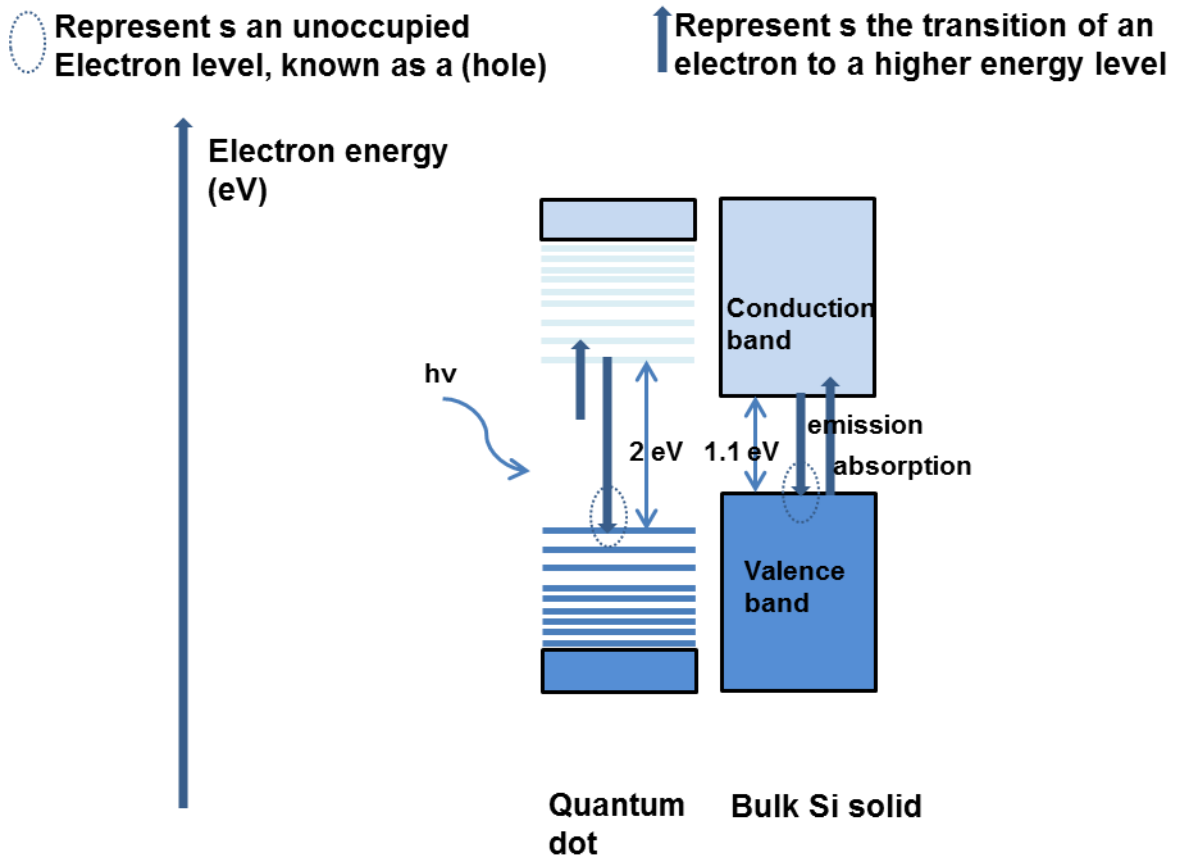 Represent s an unoccupied
Electron level, known as a (hole)
Represent s the transition of an
electron to a higher energy level
Electron energy
(eV)
Conduction
band
hv
2 eV
1.1 eV
emission
absorption
Valence
band
Quantum
dot
Bulk Si solid